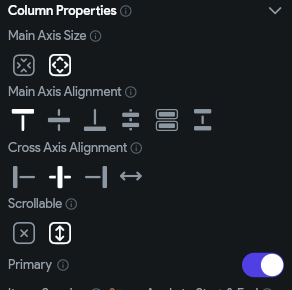 Column Properties
Main Axis Size
Main Axis Alignment
Cross Axis Alignment
Scrollable
Primary